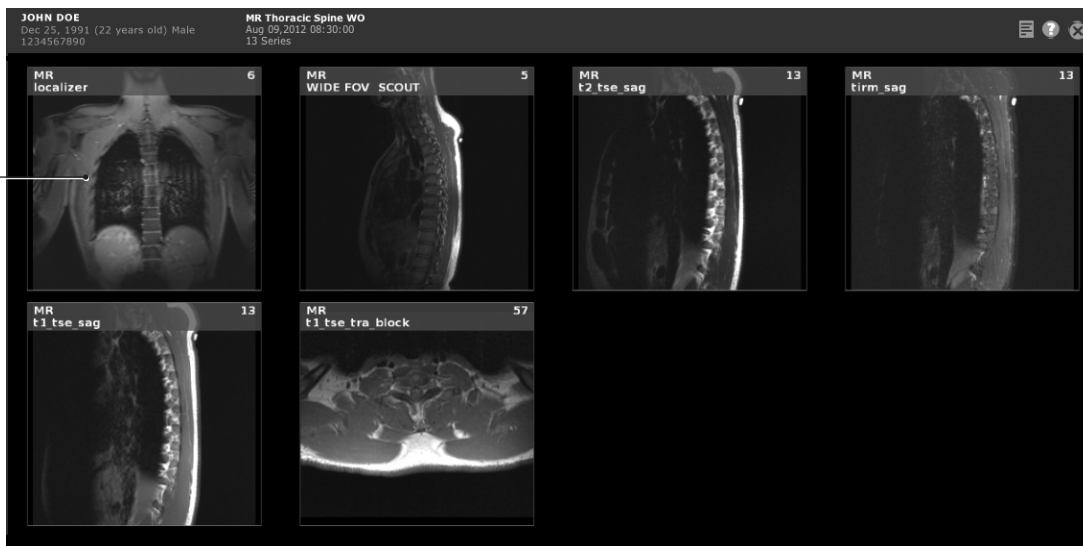 JOHN DOE
Dec 25, 1991 (22 years old) Male
1234567890
MR Thoracic Spine WO
Aug 09,2012 08:30:00
13 Series
?
MR 6
localizer
MR 5
WIDE FOV SCOUT
MR 13
t2_tse_sag
MR 13
tirm_sag
MR 13
t1_tse_sag
MR 57
t1_tse_tra_block